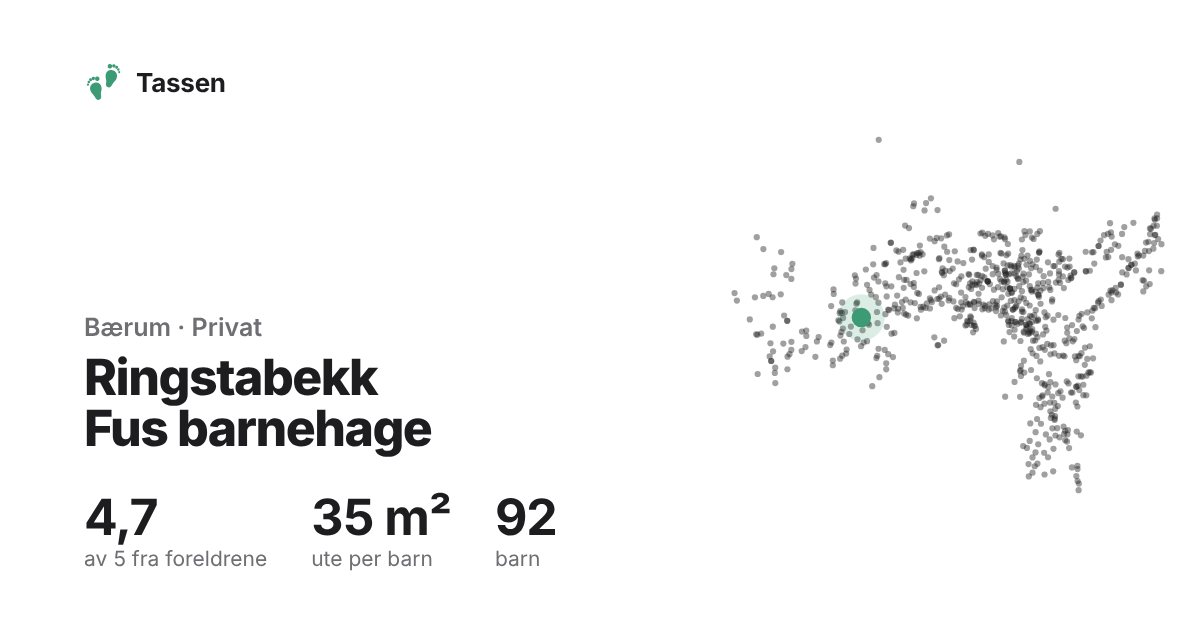 Tassen
Bærum · Privat
Ringstabekk
Fus barnehage
4,7
av 5 fra foreldrene
35 m²
ute per barn
92
barn